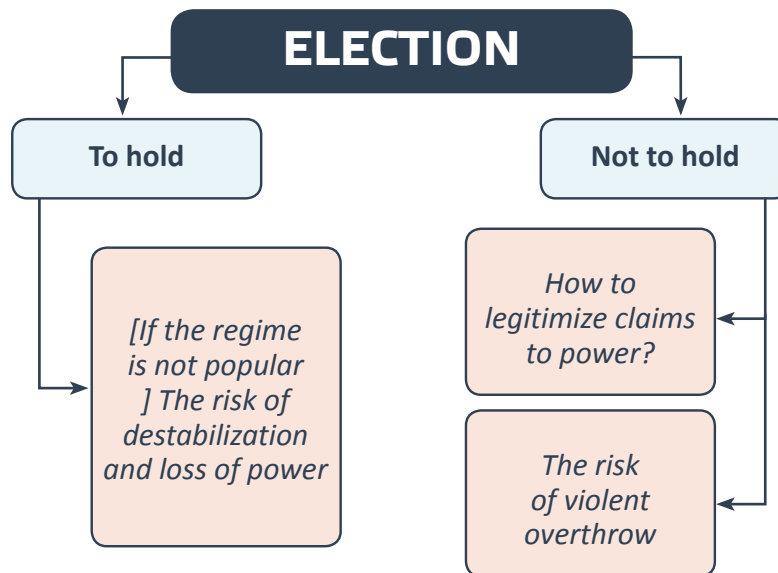 ELECTION
To hold
Not to hold
[If the regime
is not popular
] The risk of
destabilization
and loss of power
How to
legitimize claims
to power?
The risk
of violent
overthrow